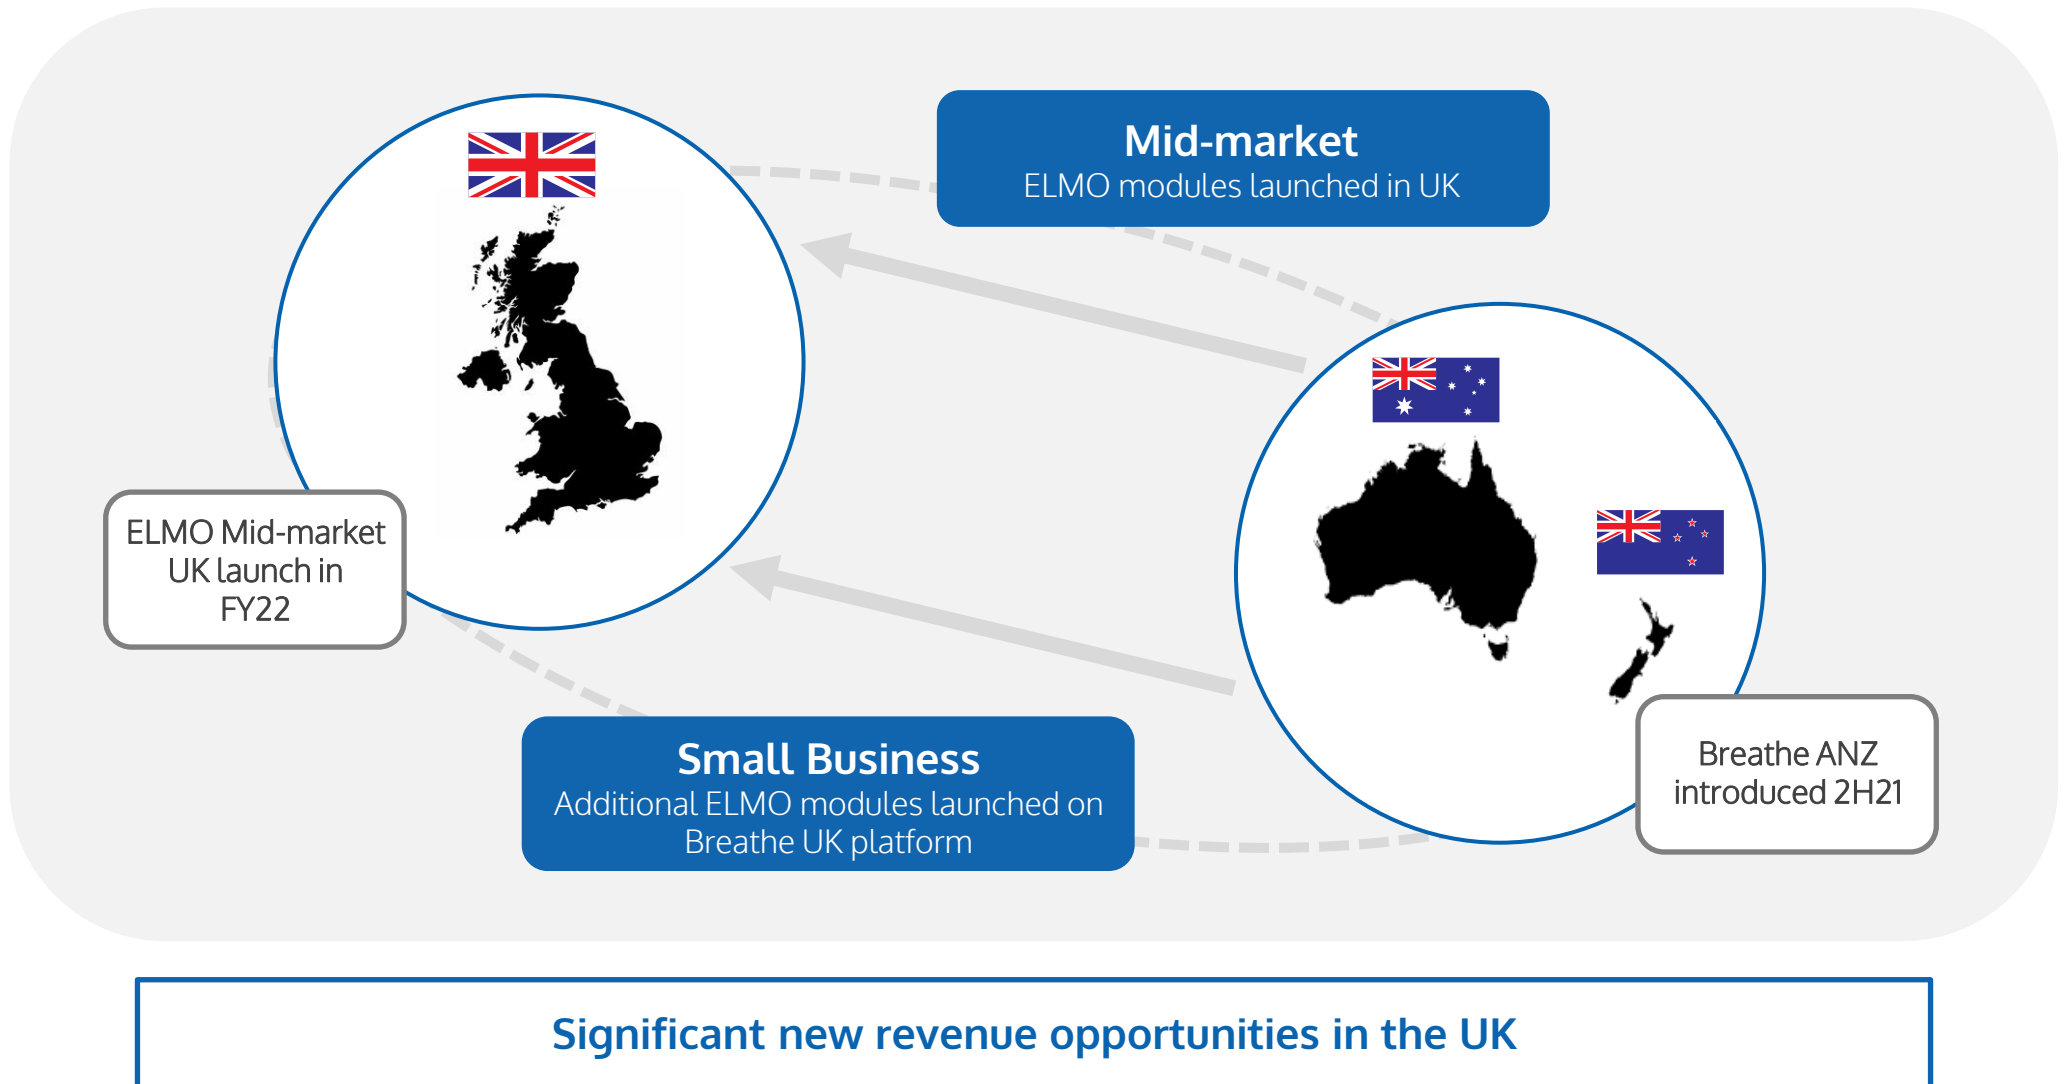 Mid-market
ELMO modules launched in UK
ELMO Mid-market
UK launch in
FY22
Small Business
Additional ELMO modules launched on
Breathe UK platform
Breathe ANZ
introduced 2H21
Significant new revenue opportunities in the UK